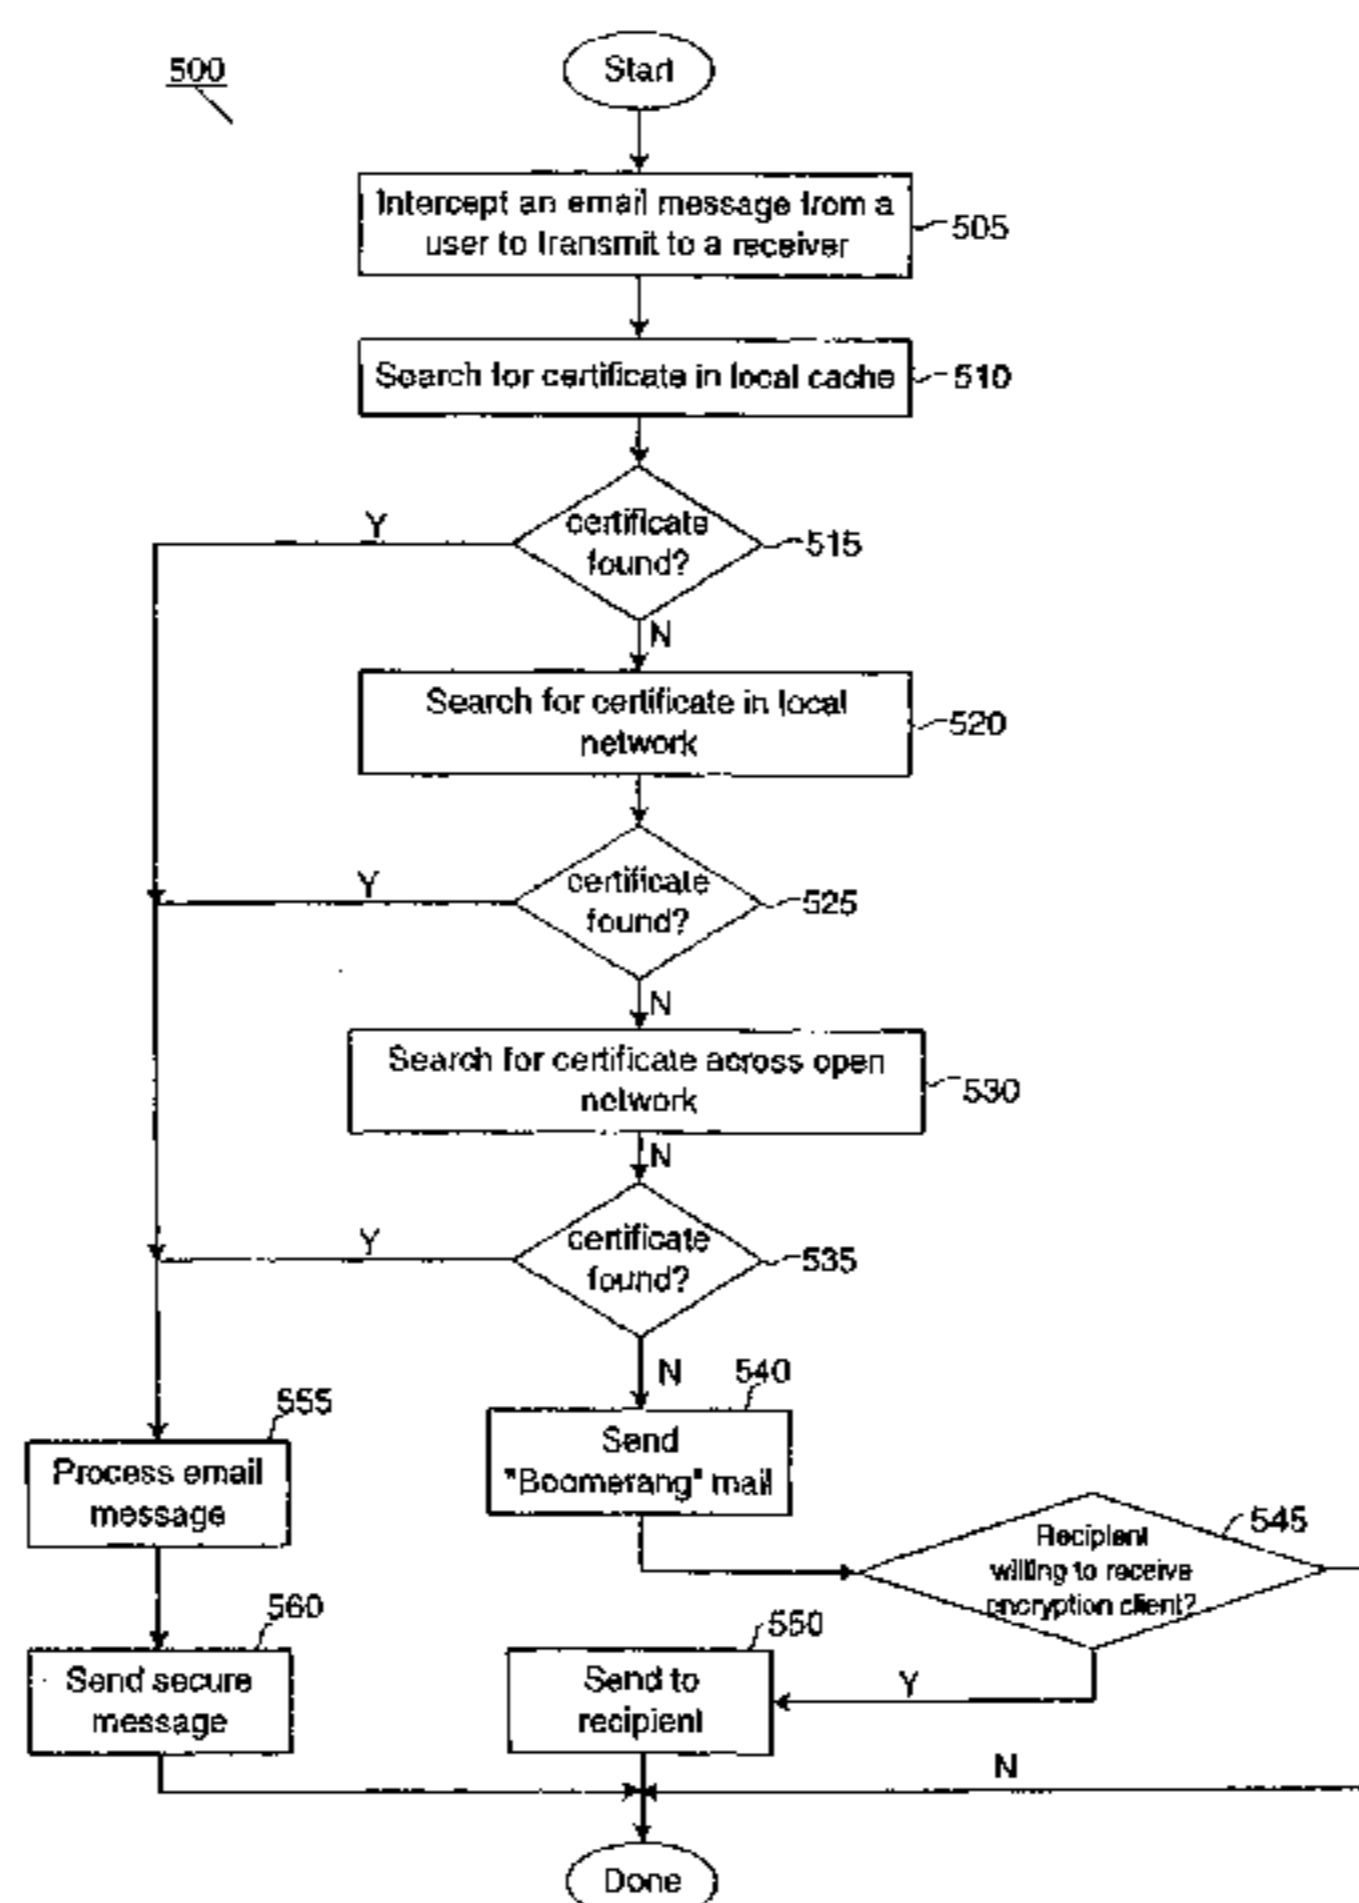 500
Start
Intercept an email message from a
user to transmit to a receiver
505
Search for certificate in local cache
510
certificate
found?
515
Y
N
Search for certificate in local
network
520
certificate
found?
525
Y
N
Search for certificate across open
network
530
N
certificate
found?
535
Y
N
540
Send
"Boomerang" mail
555
Process email
message
545
Recipient
willing to receive
encryption client?
560
Send secure
message
550
Send to
recipient
Y
N
Done